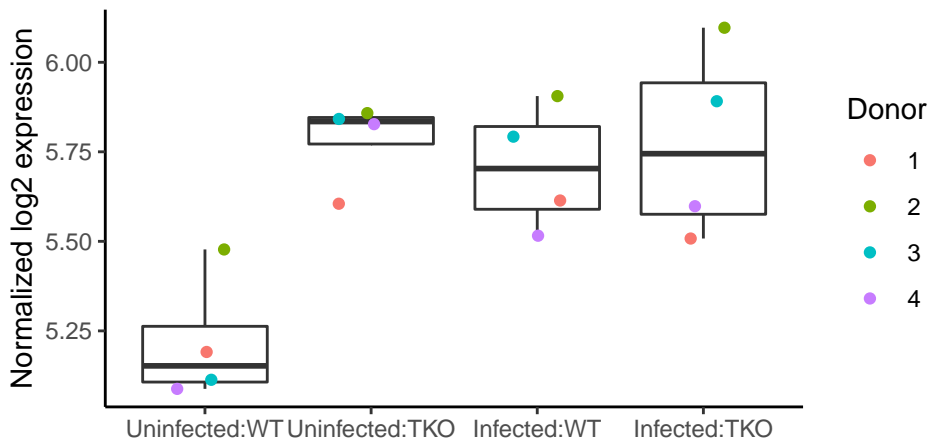 Normalized log2 expression
6.00
5.75
5.50
5.25
Uninfected:WT Uninfected:TKO Infected:WT Infected:TKO
Donor
1
2
3
4